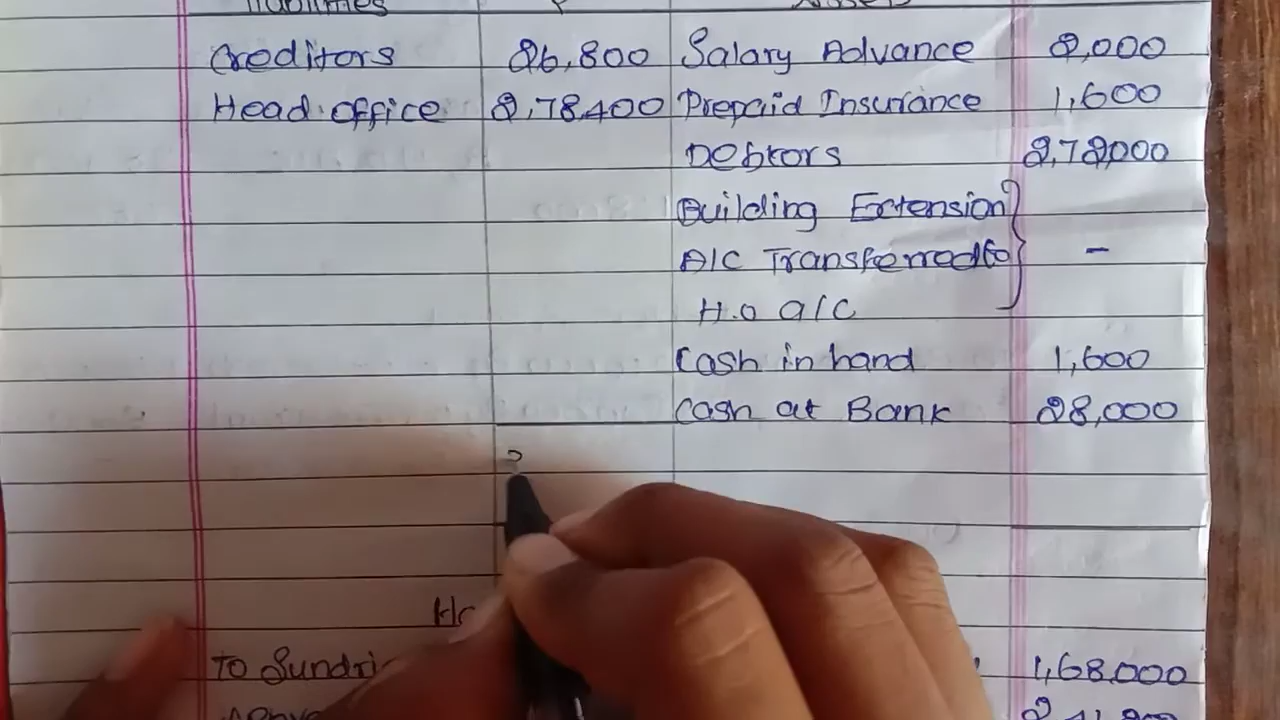 Liabilities ₹ Assets
Creditors 26,800 Salary Advance 2,000
Head office 2,78,400 Prepaid Insurance 1,600
Debtors 2,72,000
Building Extension
A/C Transferred to -
H.O a/c
Cash in hand 1,600
Cash at Bank 28,000
To Sundri 1,68,000